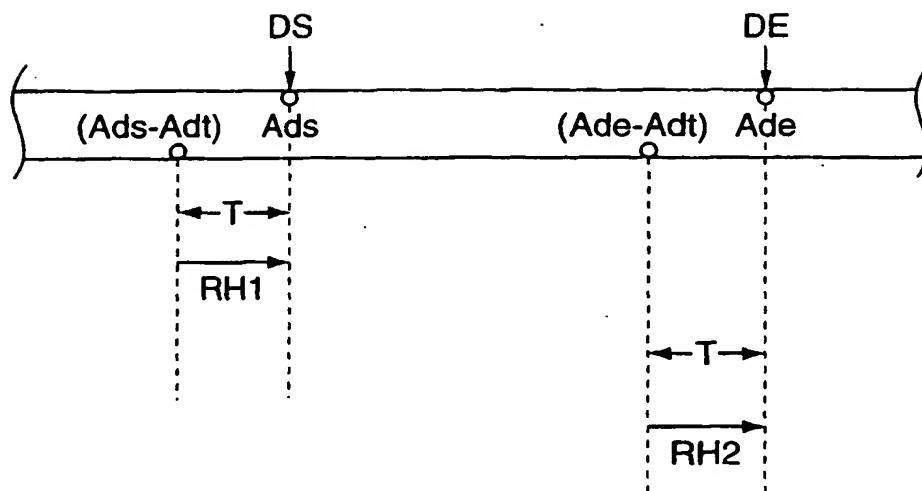 DS DE
(Ads-Adt) Ads (Ade-Adt) Ade
T
RH1
T
RH2